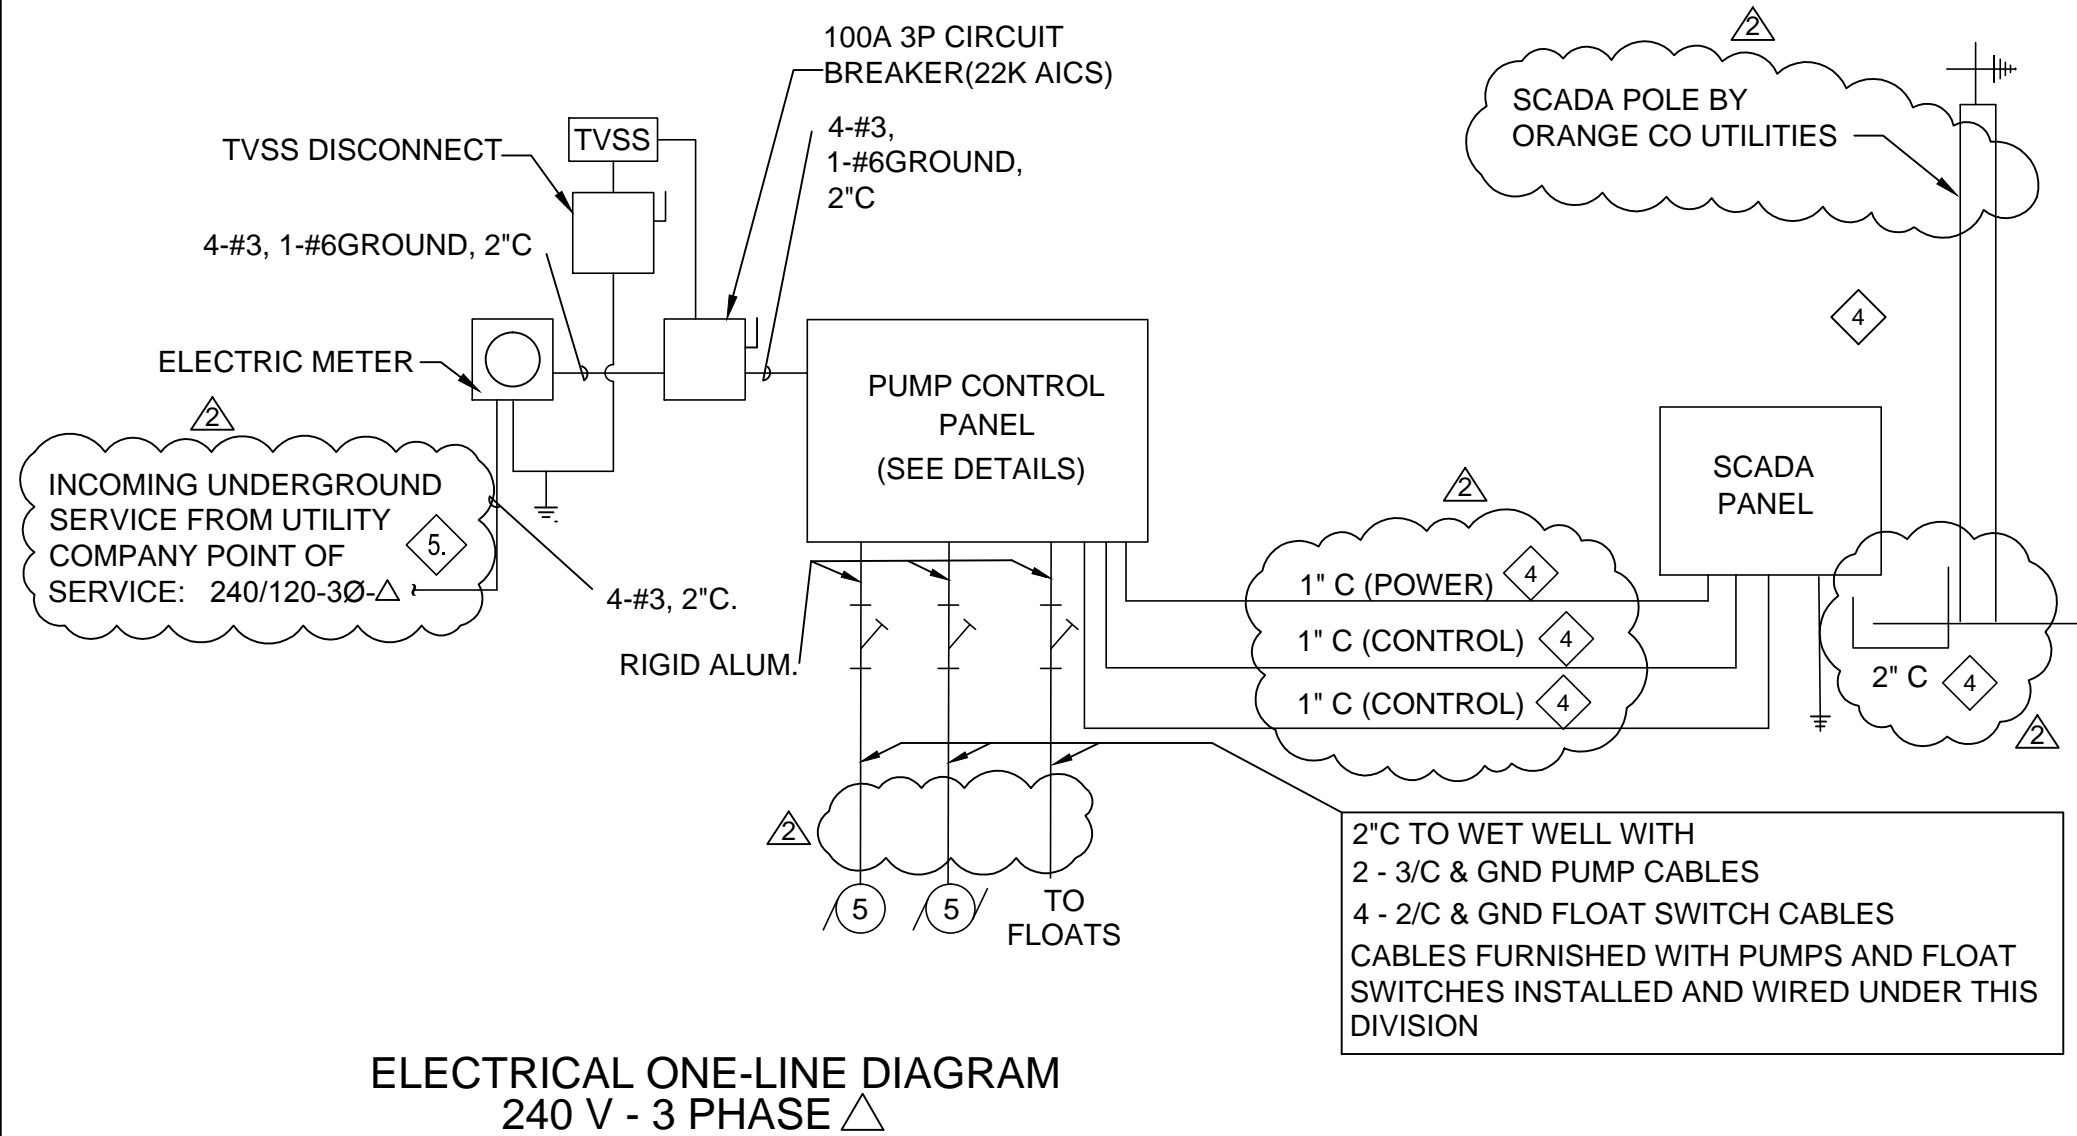 100A 3P CIRCUIT
BREAKER(22K AICS)
2
SCADA POLE BY
ORANGE CO UTILITIES
TVSS
TVSS DISCONNECT
4-#3,
1-#6GROUND,
2"C
4-#3, 1-#6GROUND, 2"C
4
ELECTRIC METER
PUMP CONTROL
PANEL
(SEE DETAILS)
2
INCOMING UNDERGROUND
SERVICE FROM UTILITY
COMPANY POINT OF
SERVICE: 240/120-3Ø-△
5.
SCADA
PANEL
2
1" C (POWER) 4
1" C (CONTROL) 4
1" C (CONTROL) 4
4-#3, 2"C.
RIGID ALUM.
2" C 4
2
2
5
5
TO
FLOATS
2"C TO WET WELL WITH
2 - 3/C & GND PUMP CABLES
4 - 2/C & GND FLOAT SWITCH CABLES
CABLES FURNISHED WITH PUMPS AND FLOAT
SWITCHES INSTALLED AND WIRED UNDER THIS
DIVISION
ELECTRICAL ONE-LINE DIAGRAM
240 V - 3 PHASE △